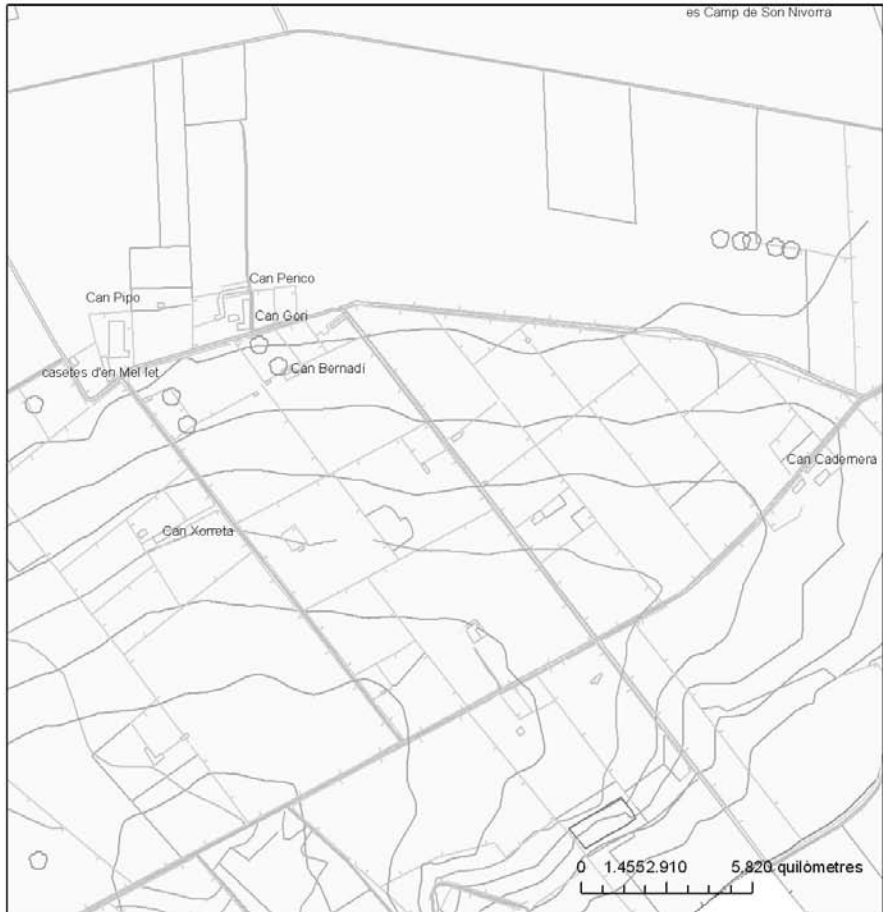 es Camp de Son Nivorra
Can Perico
Can Pipo
Can Gori
Can Bernadí
casetes d'en Mel let
Can Cadernera
Can Xorreta
0 1.4552.910 5.820 quilòmetres